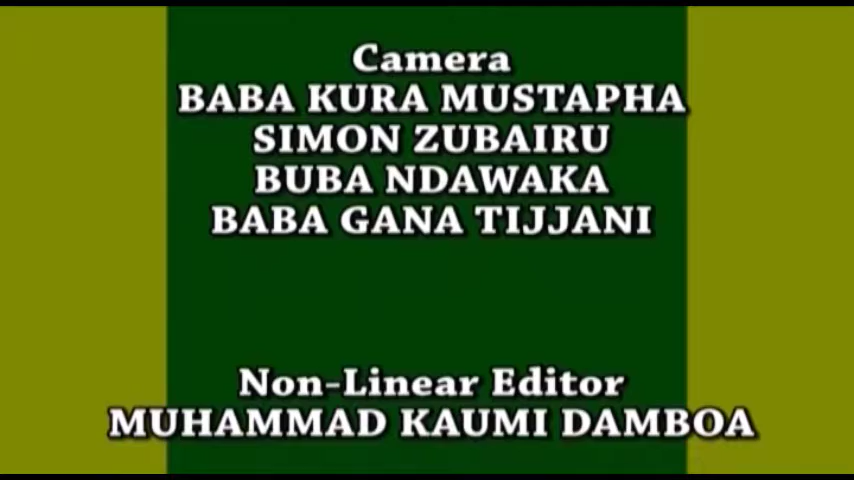 Camera
BABA KURA MUSTAPHA
SIMON ZUBAIRU
BUBA NDAWAKA
BABA GANA TIJJANI
Non-Linear Editor
MUHAMMAD KAUMI DAMBOA